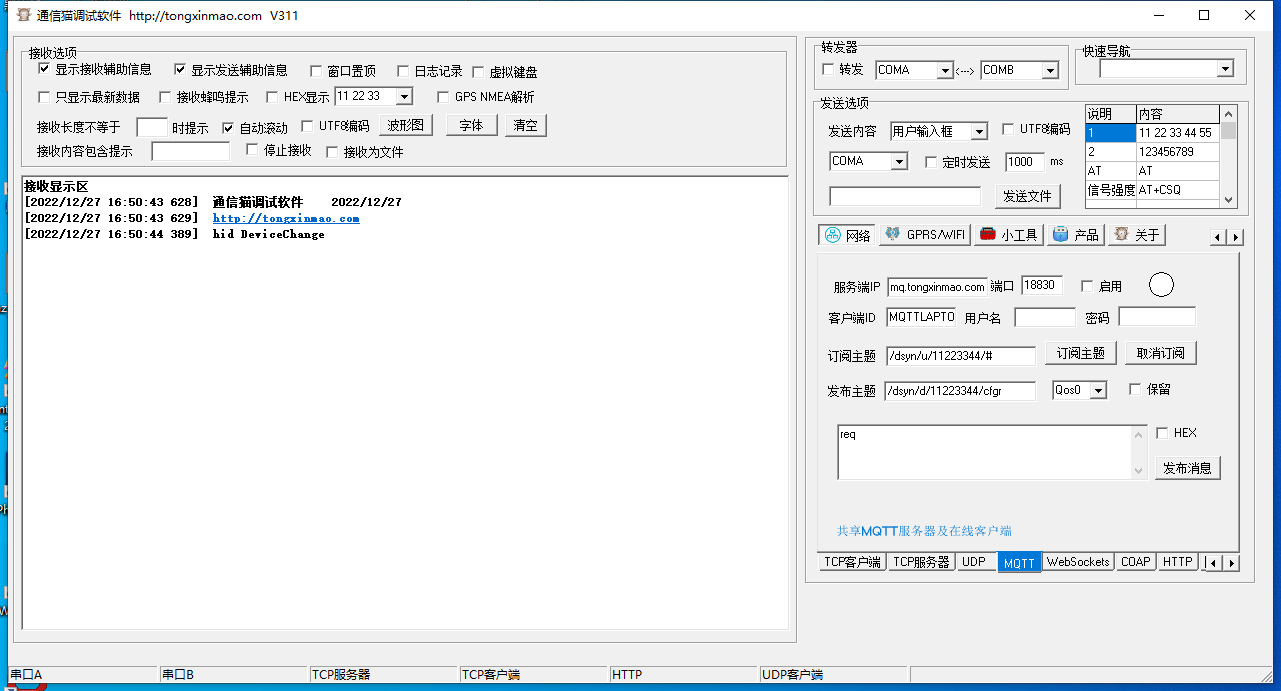 通信猫调试软件 http://tongxinmao.com V311
接收选项
显示接收辅助信息 显示发送辅助信息 窗口置顶 日志记录 虚拟键盘
只显示最新数据 接收蜂鸣提示 HEX显示 11 22 33 GPS NMEA解析
接收长度不等于 时提示 自动滚动 UTF8编码 波形图 字体 清空
接收内容包含提示 停止接收 接收为文件
接收显示区
[2022/12/27 16:50:43 628] 通信猫调试软件 2022/12/27
[2022/12/27 16:50:43 629] http://tongxinmao.com
[2022/12/27 16:50:44 389] hid DeviceChange
转发器
转发 COMA <--> COMB
快速导航
发送选项
发送内容 用户输入框 UTF8编码
COMA 定时发送 1000 ms
发送文件
说明 内容
1 11 22 33 44 55
2 123456789
AT AT
信号强度 AT+CSQ
网络 GPRS/WIFI 小工具 产品 关于
服务端IP mq.tongxinmao.com 端口 18830 启用
客户端ID MQTTLAPTO 用户名 密码
订阅主题 /dsyn/u/11223344/# 订阅主题 取消订阅
发布主题 /dsyn/d/11223344/cfgr Qos0 保留
req
HEX
发布消息
共享MQTT服务器及在线客户端
TCP客户端 TCP服务器 UDP MQTT WebSockets COAP HTTP
串口A 串口B TCP服务器 TCP客户端 HTTP UDP客户端